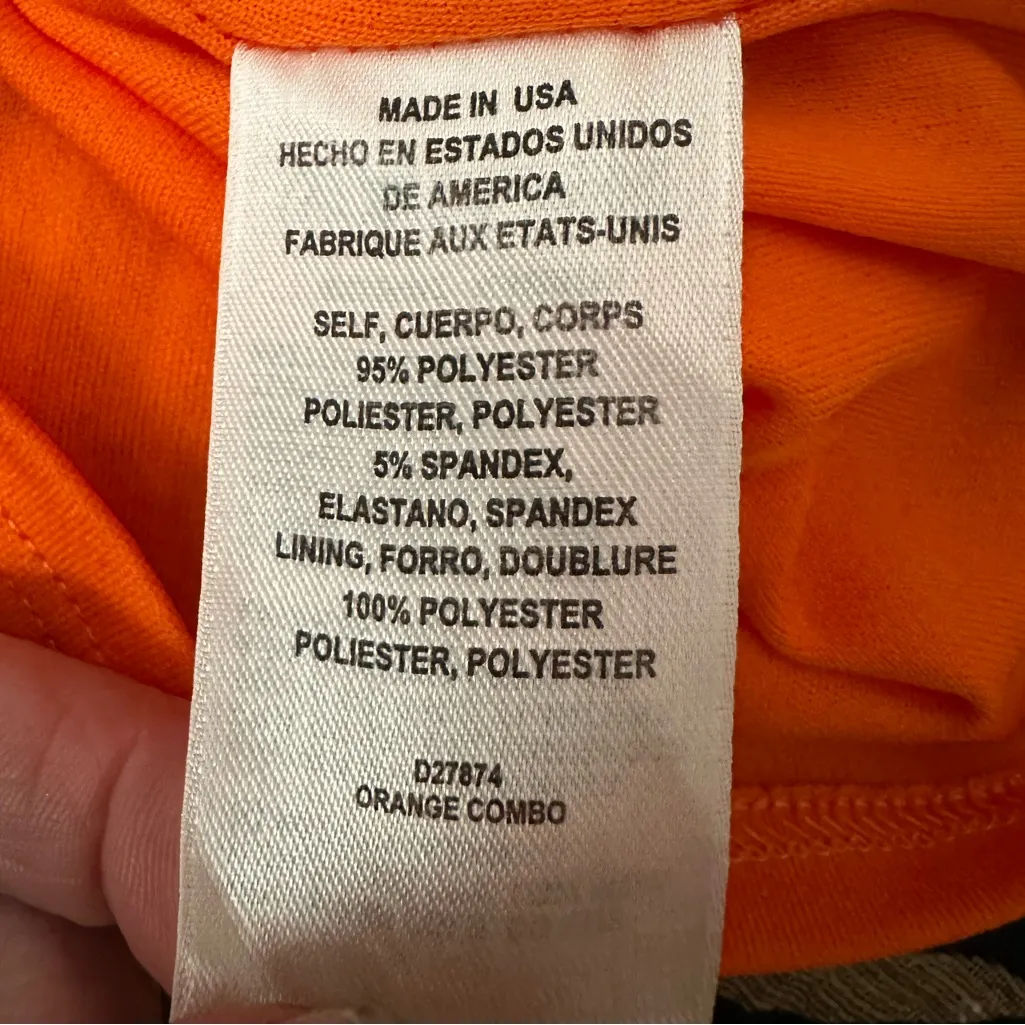 MADE IN USA
HECHO EN ESTADOS UNIDOS
DE AMERICA
FABRIQUE AUX ETATS-UNIS
SELF, CUERPO, CORPS
95% POLYESTER
POLIESTER, POLYESTER
5% SPANDEX,
ELASTANO, SPANDEX
LINING, FORRO, DOUBLURE
100% POLYESTER
POLIESTER, POLYESTER
D27874
ORANGE COMBO